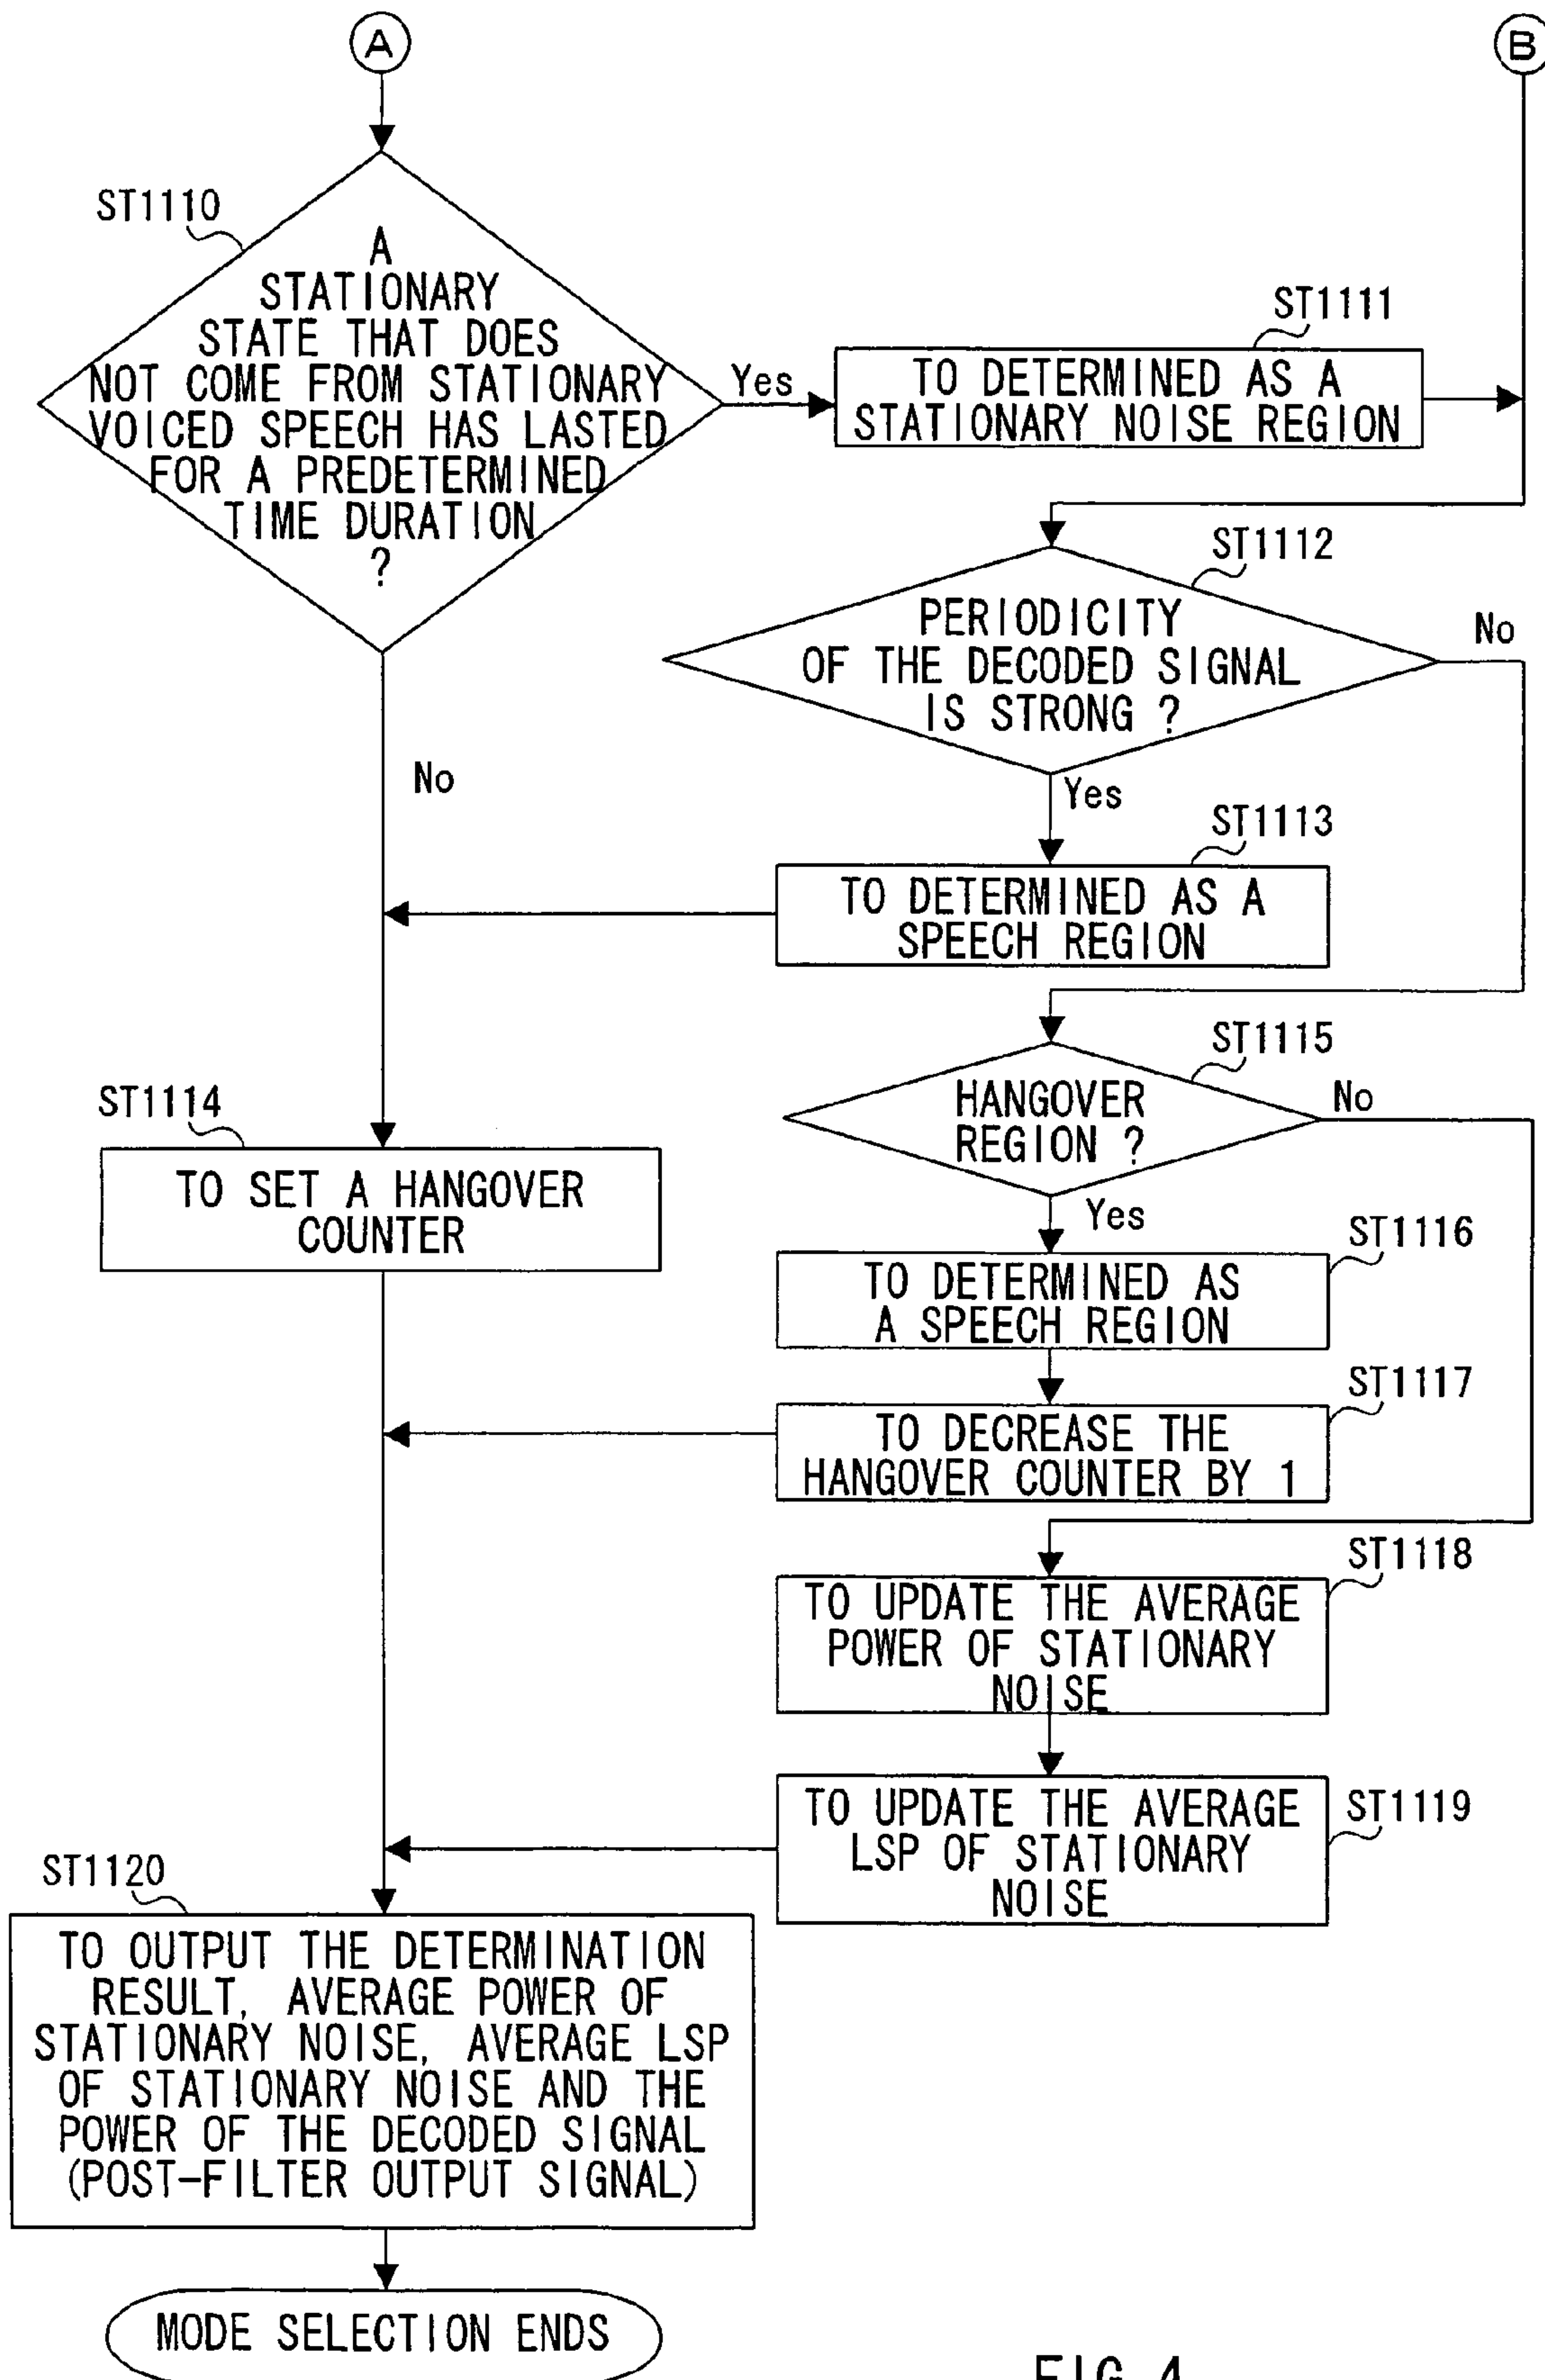 A
B
ST1110
A
STATIONARY
STATE THAT DOES
NOT COME FROM STATIONARY
VOICED SPEECH HAS LASTED
FOR A PREDETERMINED
TIME DURATION
?
Yes
ST1111
TO DETERMINED AS A
STATIONARY NOISE REGION
ST1112
PERIODICITY
OF THE DECODED SIGNAL
IS STRONG ?
No
No
Yes
ST1113
TO DETERMINED AS A
SPEECH REGION
ST1115
HANGOVER
REGION ?
No
ST1114
TO SET A HANGOVER
COUNTER
Yes
ST1116
TO DETERMINED AS
A SPEECH REGION
ST1117
TO DECREASE THE
HANGOVER COUNTER BY 1
ST1118
TO UPDATE THE AVERAGE
POWER OF STATIONARY
NOISE
ST1119
TO UPDATE THE AVERAGE
LSP OF STATIONARY
NOISE
ST1120
TO OUTPUT THE DETERMINATION
RESULT, AVERAGE POWER OF
STATIONARY NOISE, AVERAGE LSP
OF STATIONARY NOISE AND THE
POWER OF THE DECODED SIGNAL
(POST-FILTER OUTPUT SIGNAL)
MODE SELECTION ENDS
FIG.4